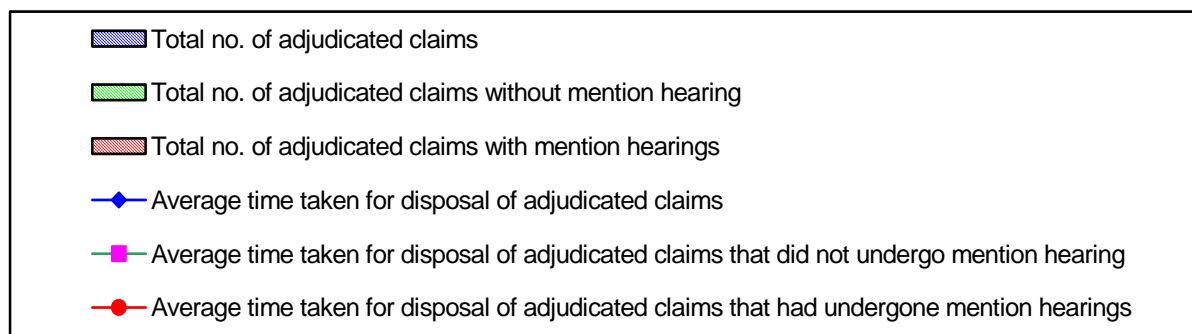 Total no. of adjudicated claims
Total no. of adjudicated claims without mention hearing
Total no. of adjudicated claims with mention hearings
Average time taken for disposal of adjudicated claims
Average time taken for disposal of adjudicated claims that did not undergo mention hearing
Average time taken for disposal of adjudicated claims that had undergone mention hearings